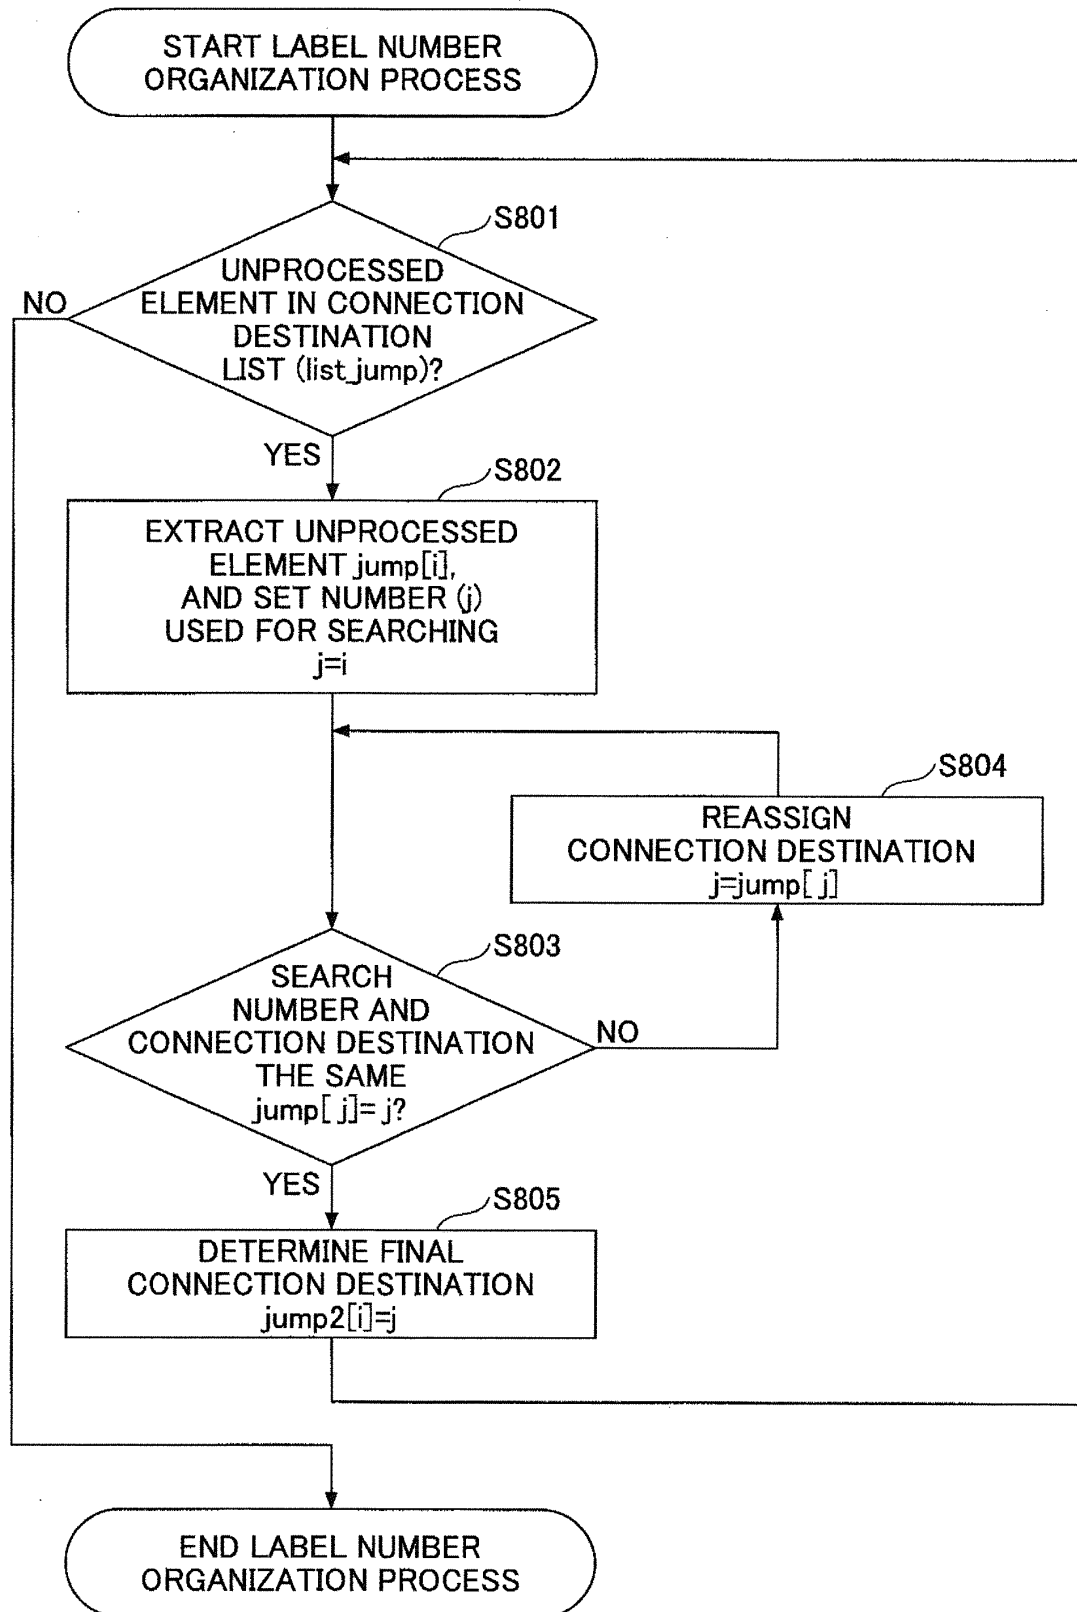 START LABEL NUMBER
ORGANIZATION PROCESS
S801
UNPROCESSED
ELEMENT IN CONNECTION
DESTINATION
LIST (list_jump)?
NO
YES
S802
EXTRACT UNPROCESSED
ELEMENT jump[i],
AND SET NUMBER (j)
USED FOR SEARCHING
j=i
S804
REASSIGN
CONNECTION DESTINATION
j=jump[ j]
S803
SEARCH
NUMBER AND
CONNECTION DESTINATION
THE SAME
jump[ j]= j?
NO
YES
S805
DETERMINE FINAL
CONNECTION DESTINATION
jump2[i]=j
END LABEL NUMBER
ORGANIZATION PROCESS